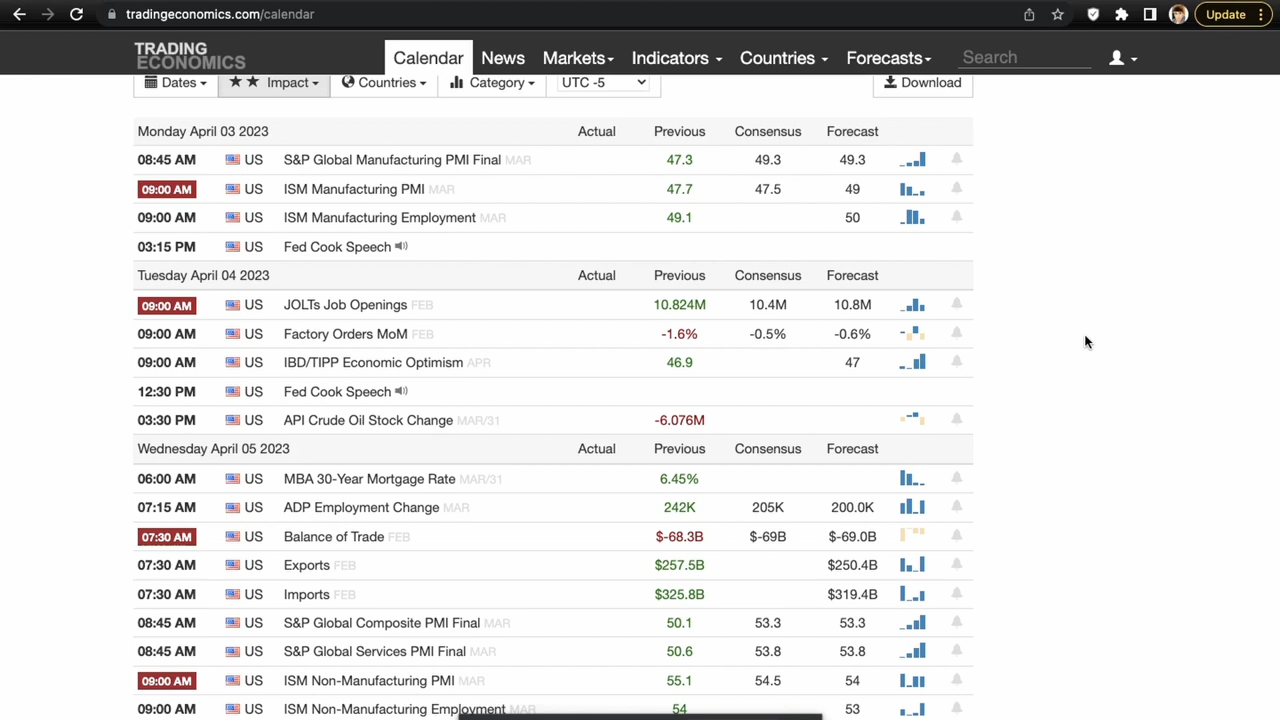 tradingeconomics.com/calendar Update
TRADING
ECONOMICS
Calendar News Markets Indicators Countries Forecasts Search
Dates Impact Countries Category UTC -5 Download
Monday April 03 2023 Actual Previous Consensus Forecast
08:45 AM US S&P Global Manufacturing PMI Final MAR 47.3 49.3 49.3
09:00 AM US ISM Manufacturing PMI MAR 47.7 47.5 49
09:00 AM US ISM Manufacturing Employment MAR 49.1 50
03:15 PM US Fed Cook Speech
Tuesday April 04 2023 Actual Previous Consensus Forecast
09:00 AM US JOLTs Job Openings FEB 10.824M 10.4M 10.8M
09:00 AM US Factory Orders MoM FEB -1.6% -0.5% -0.6%
09:00 AM US IBD/TIPP Economic Optimism APR 46.9 47
12:30 PM US Fed Cook Speech
03:30 PM US API Crude Oil Stock Change MAR/31 -6.076M
Wednesday April 05 2023 Actual Previous Consensus Forecast
06:00 AM US MBA 30-Year Mortgage Rate MAR/31 6.45%
07:15 AM US ADP Employment Change MAR 242K 205K 200.0K
07:30 AM US Balance of Trade FEB $-68.3B $-69B $-69.0B
07:30 AM US Exports FEB $257.5B $250.4B
07:30 AM US Imports FEB $325.8B $319.4B
08:45 AM US S&P Global Composite PMI Final MAR 50.1 53.3 53.3
08:45 AM US S&P Global Services PMI Final MAR 50.6 53.8 53.8
09:00 AM US ISM Non-Manufacturing PMI MAR 55.1 54.5 54
09:00 AM US ISM Non-Manufacturing Employment MAR 54 53